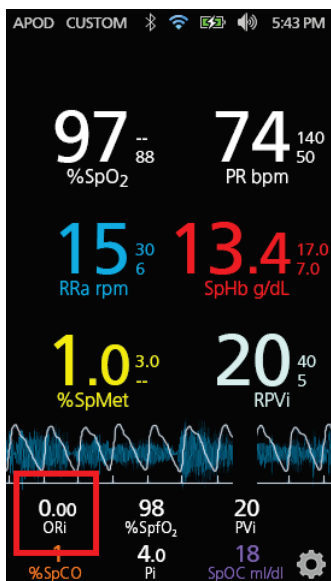 APOD CUSTOM 5:43 PM
97 -- 88 74 140 50
%SpO₂ PR bpm
15 30 6 13.4 17.0 7.0
RRa rpm SpHb g/dL
1.0 3.0 -- 20 40 5
%SpMet RPVi
0.00 98 20
ORi %SpfO₂ PVi
1 4.0 18
%SpCO Pi SpOC ml/dl